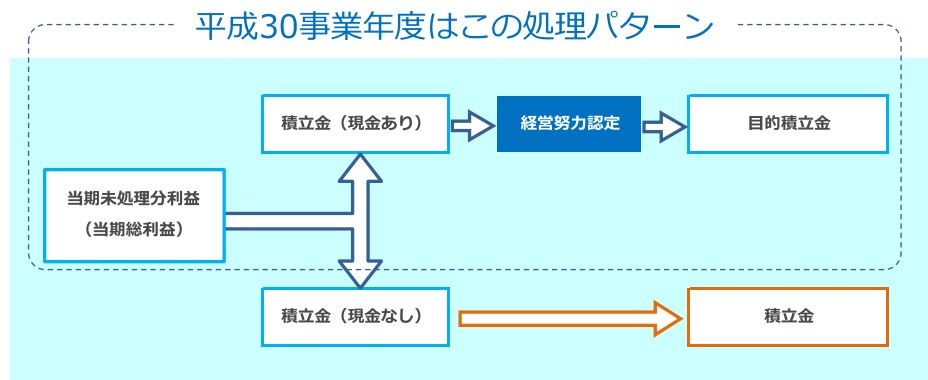 平成30事業年度はこの処理パターン
積立金（現金あり）
経営努力認定
目的積立金
当期未処理分利益
（当期総利益）
積立金（現金なし）
積立金